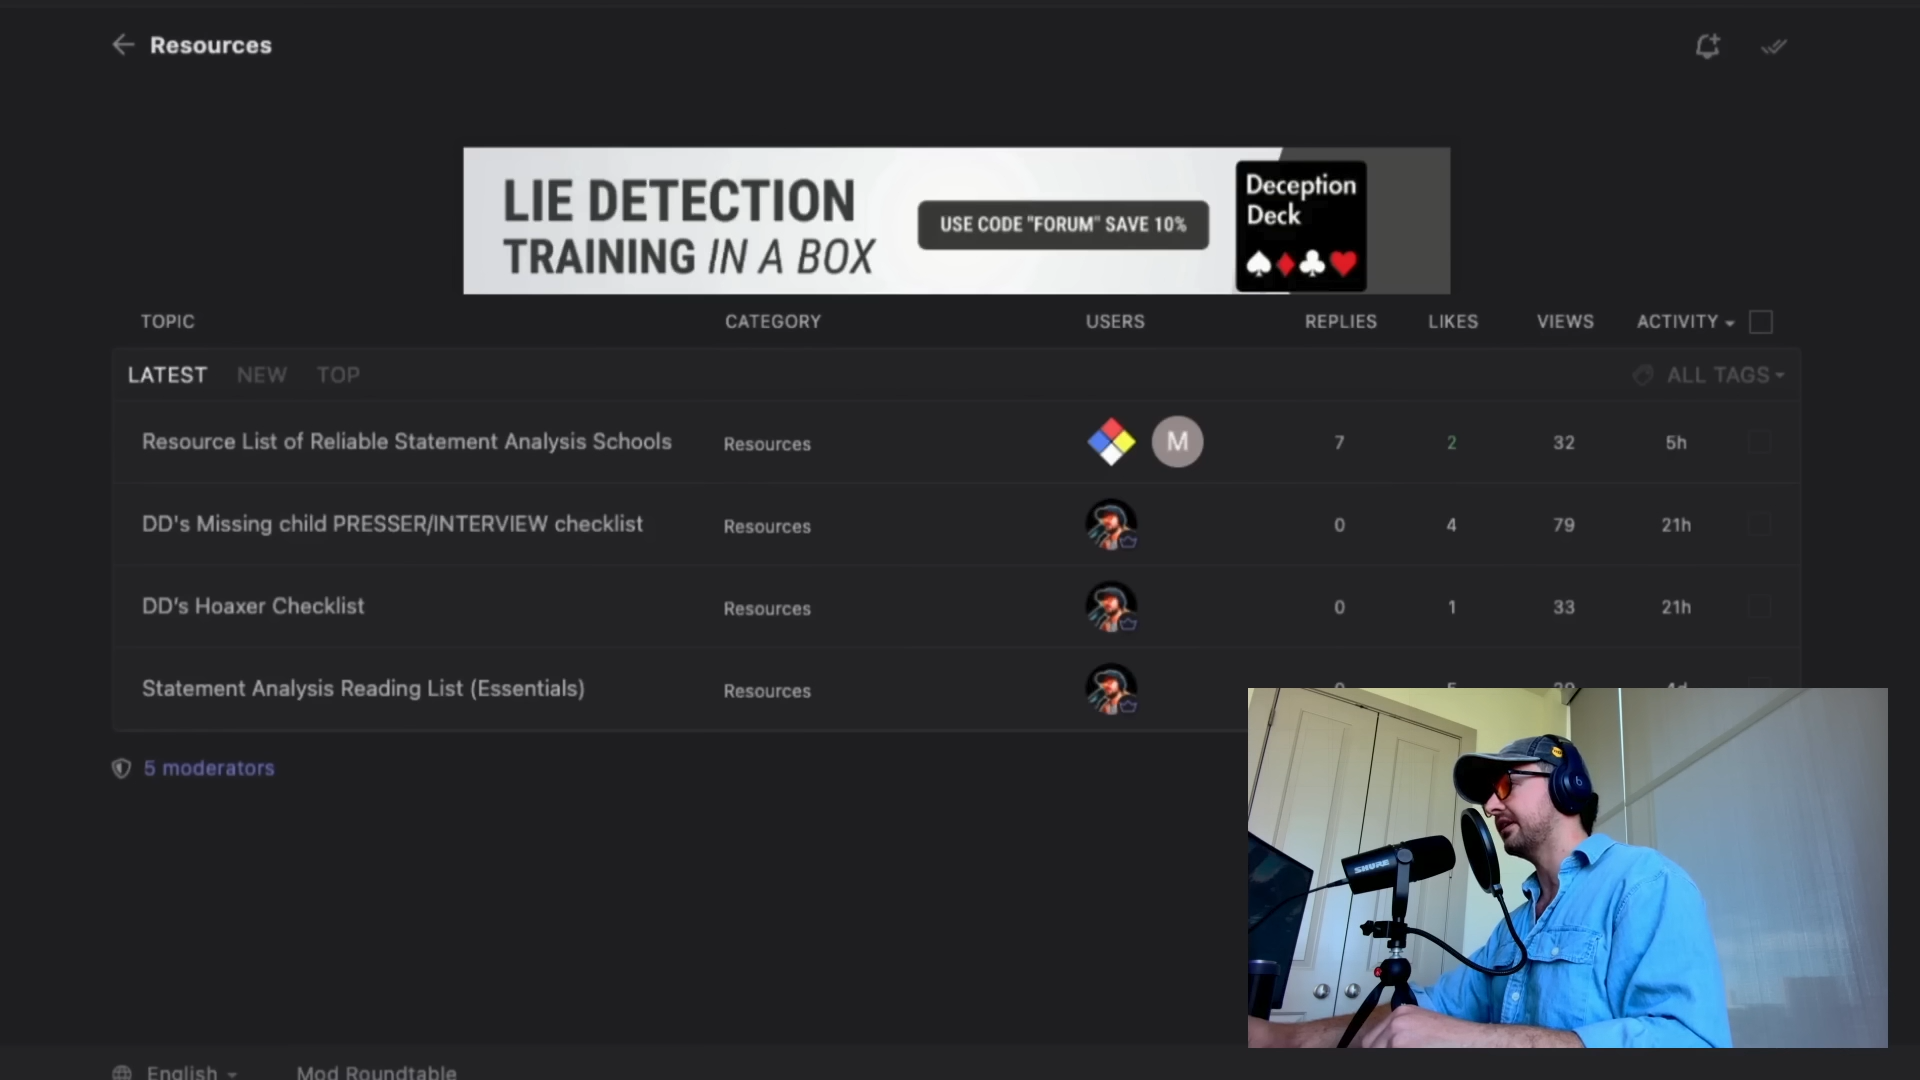 Resources
LIE DETECTION
TRAINING IN A BOX
USE CODE "FORUM" SAVE 10%
Deception
Deck
TOPIC CATEGORY USERS REPLIES LIKES VIEWS ACTIVITY
LATEST NEW TOP ALL TAGS
Resource List of Reliable Statement Analysis Schools Resources M 7 2 32 5h
DD's Missing child PRESSER/INTERVIEW checklist Resources 0 4 79 21h
DD's Hoaxer Checklist Resources 0 1 33 21h
Statement Analysis Reading List (Essentials) Resources
5 moderators
SHURE
English Mod Roundtable